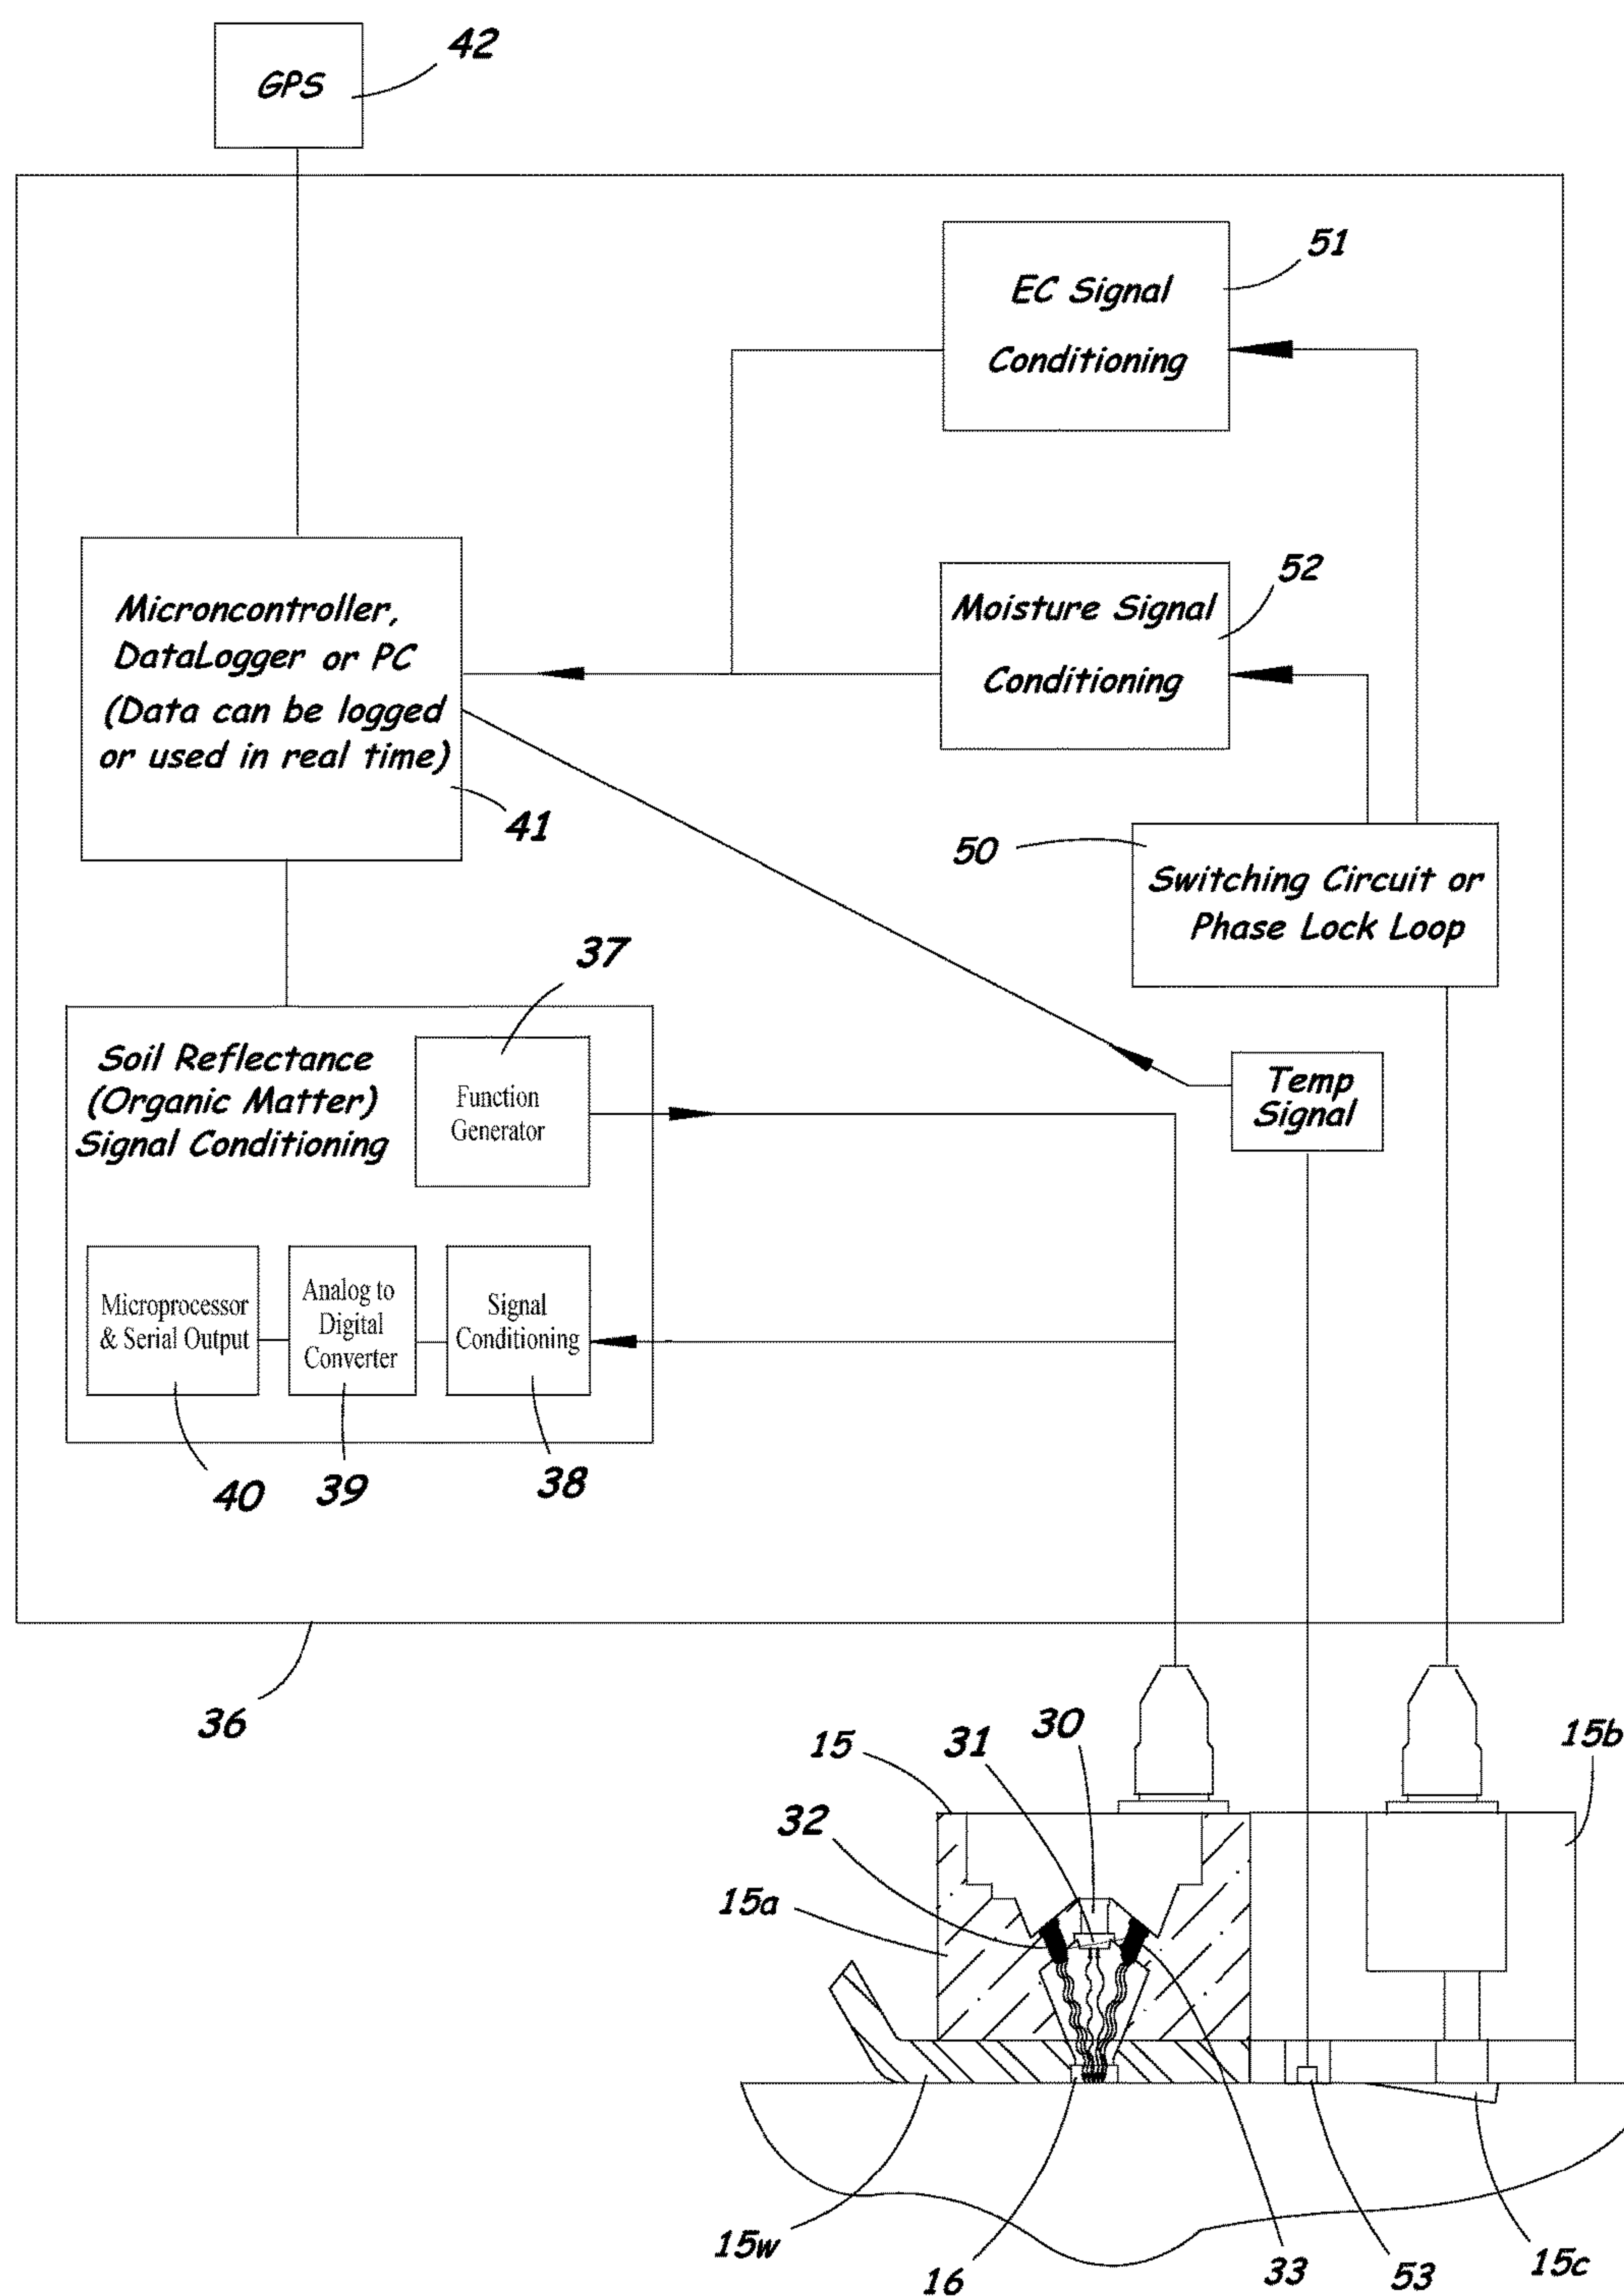 42
GPS
51
EC Signal
Conditioning
52
Moisture Signal
Conditioning
Microncontroller,
DataLogger or PC
(Data can be logged
or used in real time)
41
50
Switching Circuit or
Phase Lock Loop
37
Soil Reflectance
(Organic Matter)
Signal Conditioning
Function
Generator
Temp
Signal
Microprocessor
& Serial Output
Analog to
Digital
Converter
Signal
Conditioning
40
39
38
36
15
31
30
15b
32
15a
15w
16
33
53
15c